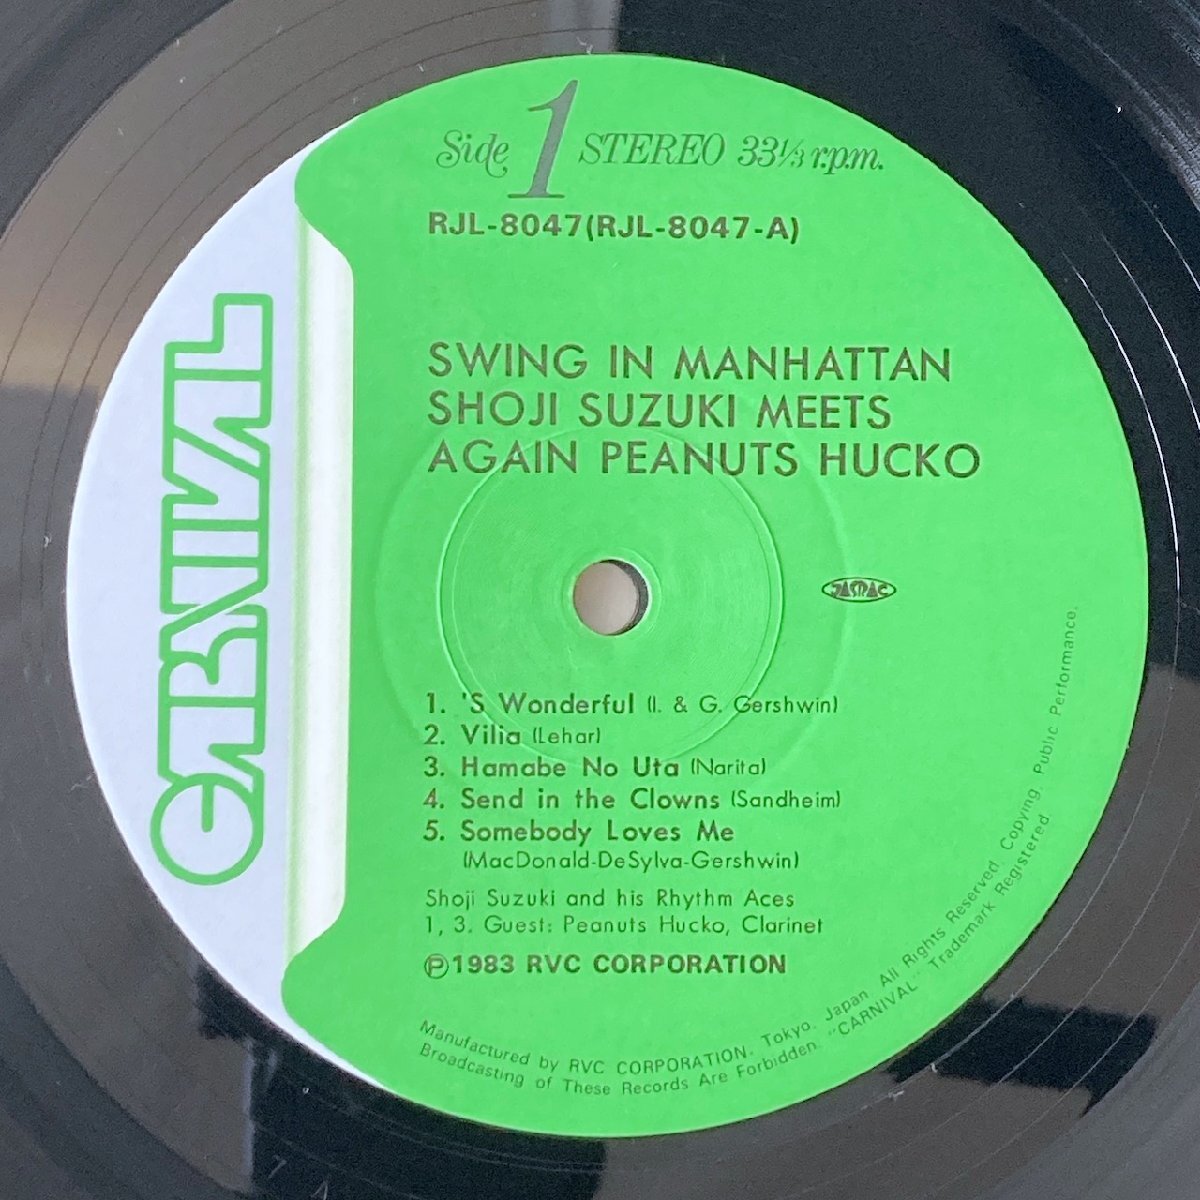 Side 1 STEREO 33⅓ r.p.m.
RJL-8047(RJL-8047-A)
SWING IN MANHATTAN
SHOJI SUZUKI MEETS
AGAIN PEANUTS HUCKO
CARNIVAL
JASRAC
1. 'S Wonderful (I. & G. Gershwin)
2. Vilia (Lehar)
3. Hamabe No Uta (Narita)
4. Send in the Clowns (Sandheim)
5. Somebody Loves Me
(MacDonald-DeSylva-Gershwin)
Shoji Suzuki and his Rhythm Aces
1, 3. Guest: Peanuts Hucko, Clarinet
Ⓟ1983 RVC CORPORATION
Manufactured by RVC CORPORATION. Tokyo. Japan. All Rights Reserved. Copying. Public Performance.
Broadcasting of These Records Are Forbidden. "CARNIVAL" Trademark Registered.